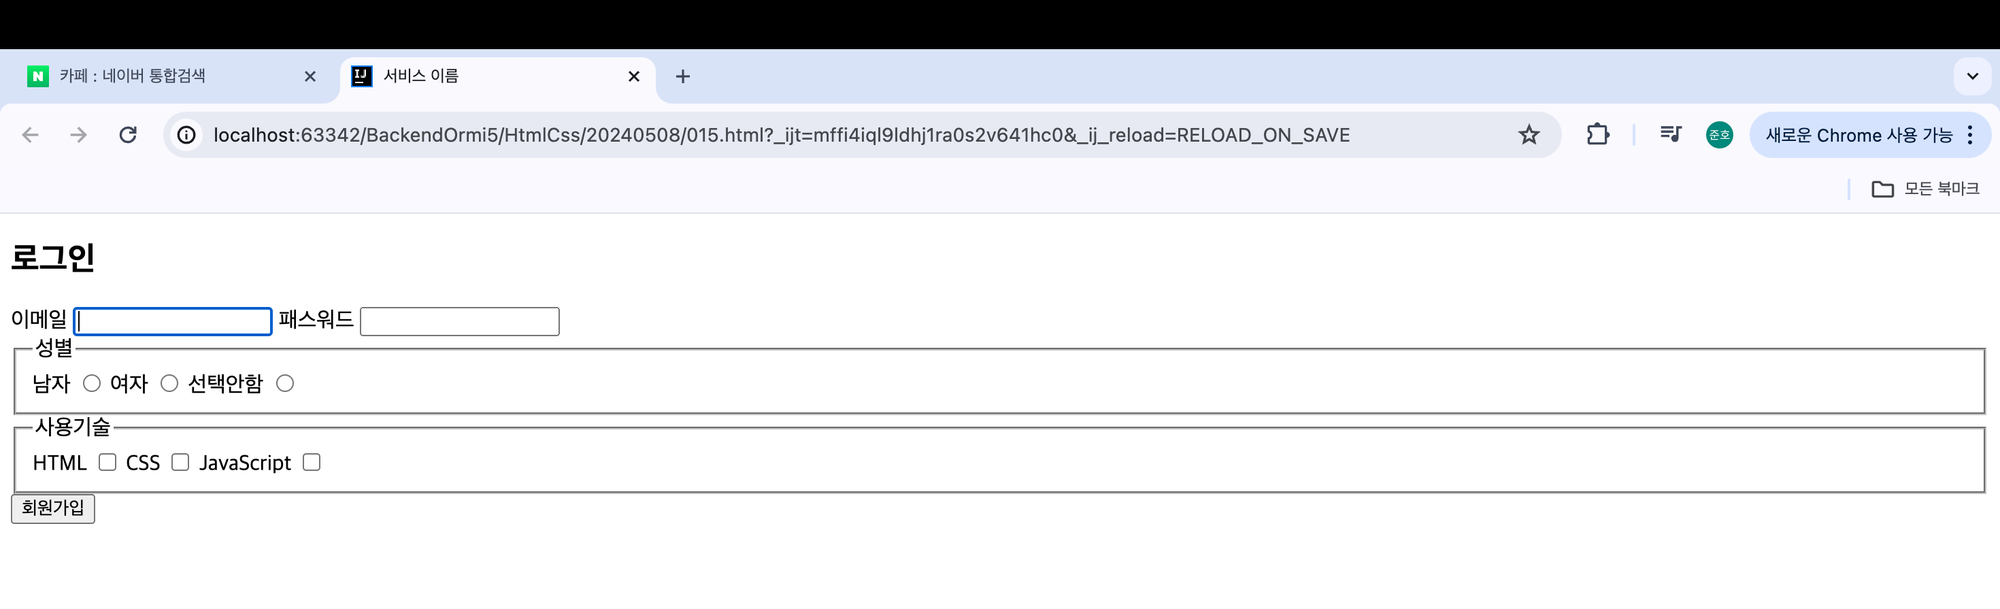 카페 : 네이버 통합검색
서비스 이름
localhost:63342/BackendOrmi5/HtmlCss/20240508/015.html?_ijt=mffi4iql9ldhj1ra0s2v641hc0&_ij_reload=RELOAD_ON_SAVE
준호
새로운 Chrome 사용 가능
모든 북마크
로그인
이메일 패스워드
성별
남자 여자 선택안함
사용기술
HTML CSS JavaScript
회원가입